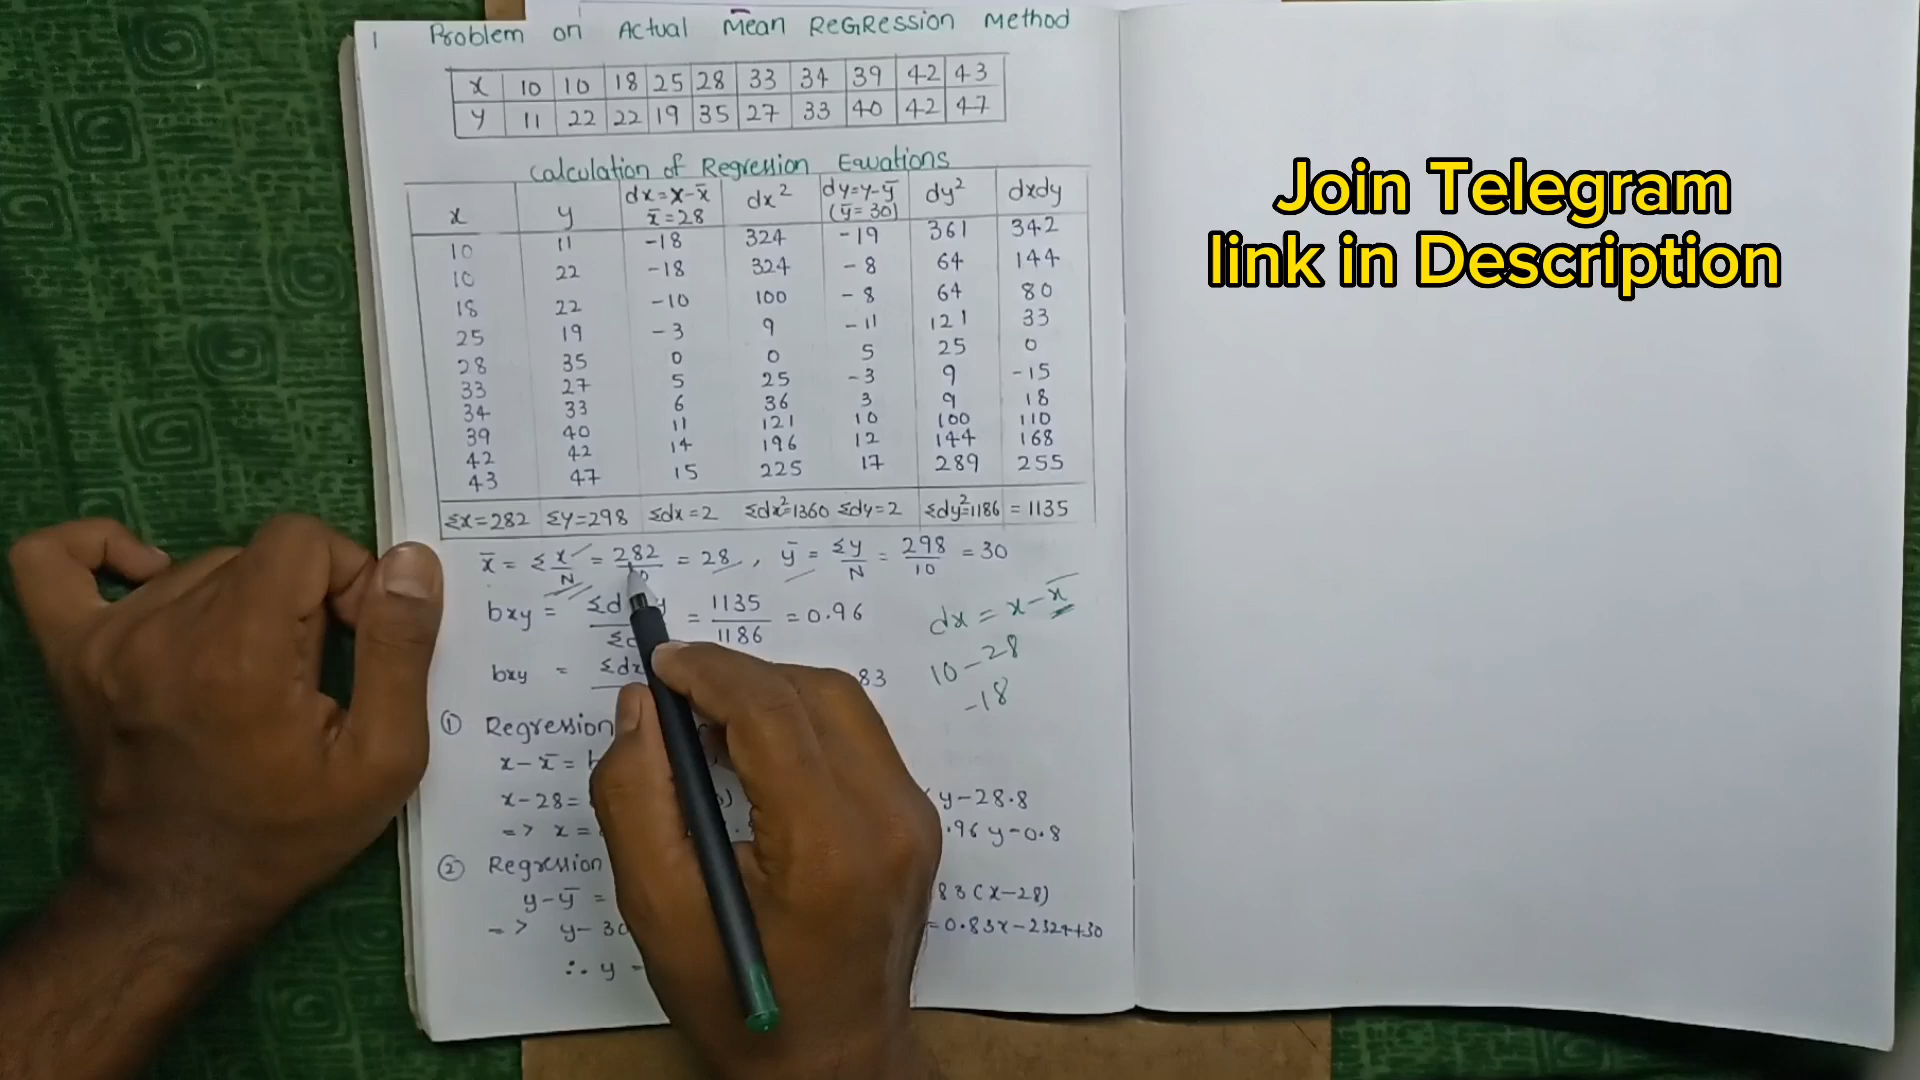 1 Problem on Actual Mean ReGRession Method
x 10 10 18 25 28 33 34 39 42 43
y 11 22 22 19 35 27 33 40 42 47
Calculation of Regression Equations
x y dx=x-x̄ x̄=28 dx² dy=y-ȳ (ȳ=30) dy² dxdy
10 11 -18 324 -19 361 342
10 22 -18 324 -8 64 144
18 22 -10 100 -8 64 80
25 19 -3 9 -11 121 33
28 35 0 0 5 25 0
33 27 5 25 -3 9 -15
34 33 6 36 3 9 18
39 40 11 121 10 100 110
42 42 14 196 12 144 168
43 47 15 225 17 289 255
Σx=282 Σy=298 Σdx=2 Σdx²=1360 Σdy=2 Σdy²=1186 =1135
x̄ = Σx/N = 282/10 = 28, ȳ = Σy/N = 298/10 = 30
bxy = = 1135/1186 = 0.96
bxy = 83
dx = x-x̄
10-28
-18
① Regression
x-x̄ =
x-28= y-28.8
=> x = .96y-0.8
② Regression
y-ȳ = 83(x-28)
=> y-30 =0.83x-2324+30
∴ y =
Join Telegram
link in Description